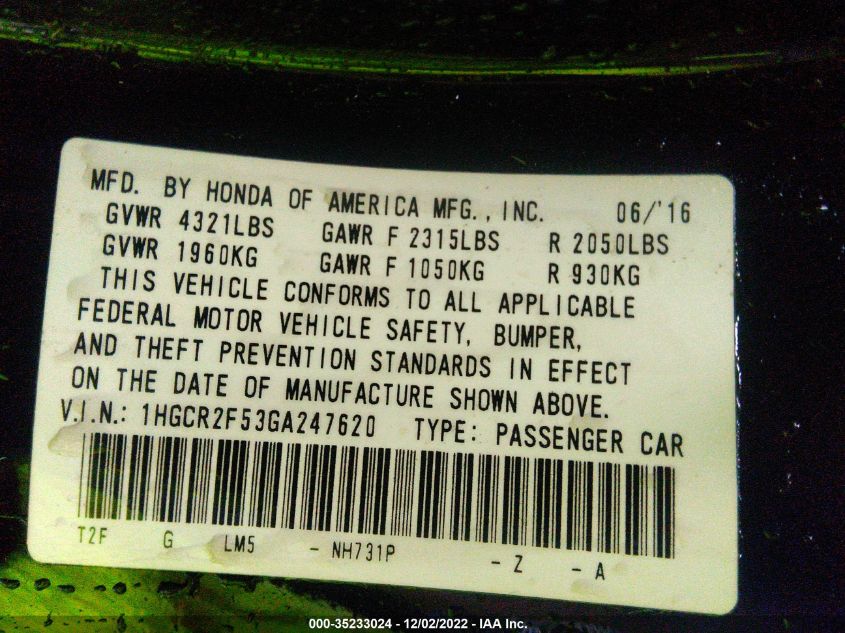 MFD. BY HONDA OF AMERICA MFG., INC. 06/'16
GVWR 4321LBS GAWR F 2315LBS R 2050LBS
GVWR 1960KG GAWR F 1050KG R 930KG
THIS VEHICLE CONFORMS TO ALL APPLICABLE
FEDERAL MOTOR VEHICLE SAFETY, BUMPER,
AND THEFT PREVENTION STANDARDS IN EFFECT
ON THE DATE OF MANUFACTURE SHOWN ABOVE.
V.I.N.: 1HGCR2F53GA247620 TYPE: PASSENGER CAR
T2F G LM5 - NH731P - Z - A
000-35233024 - 12/02/2022 - IAA Inc.